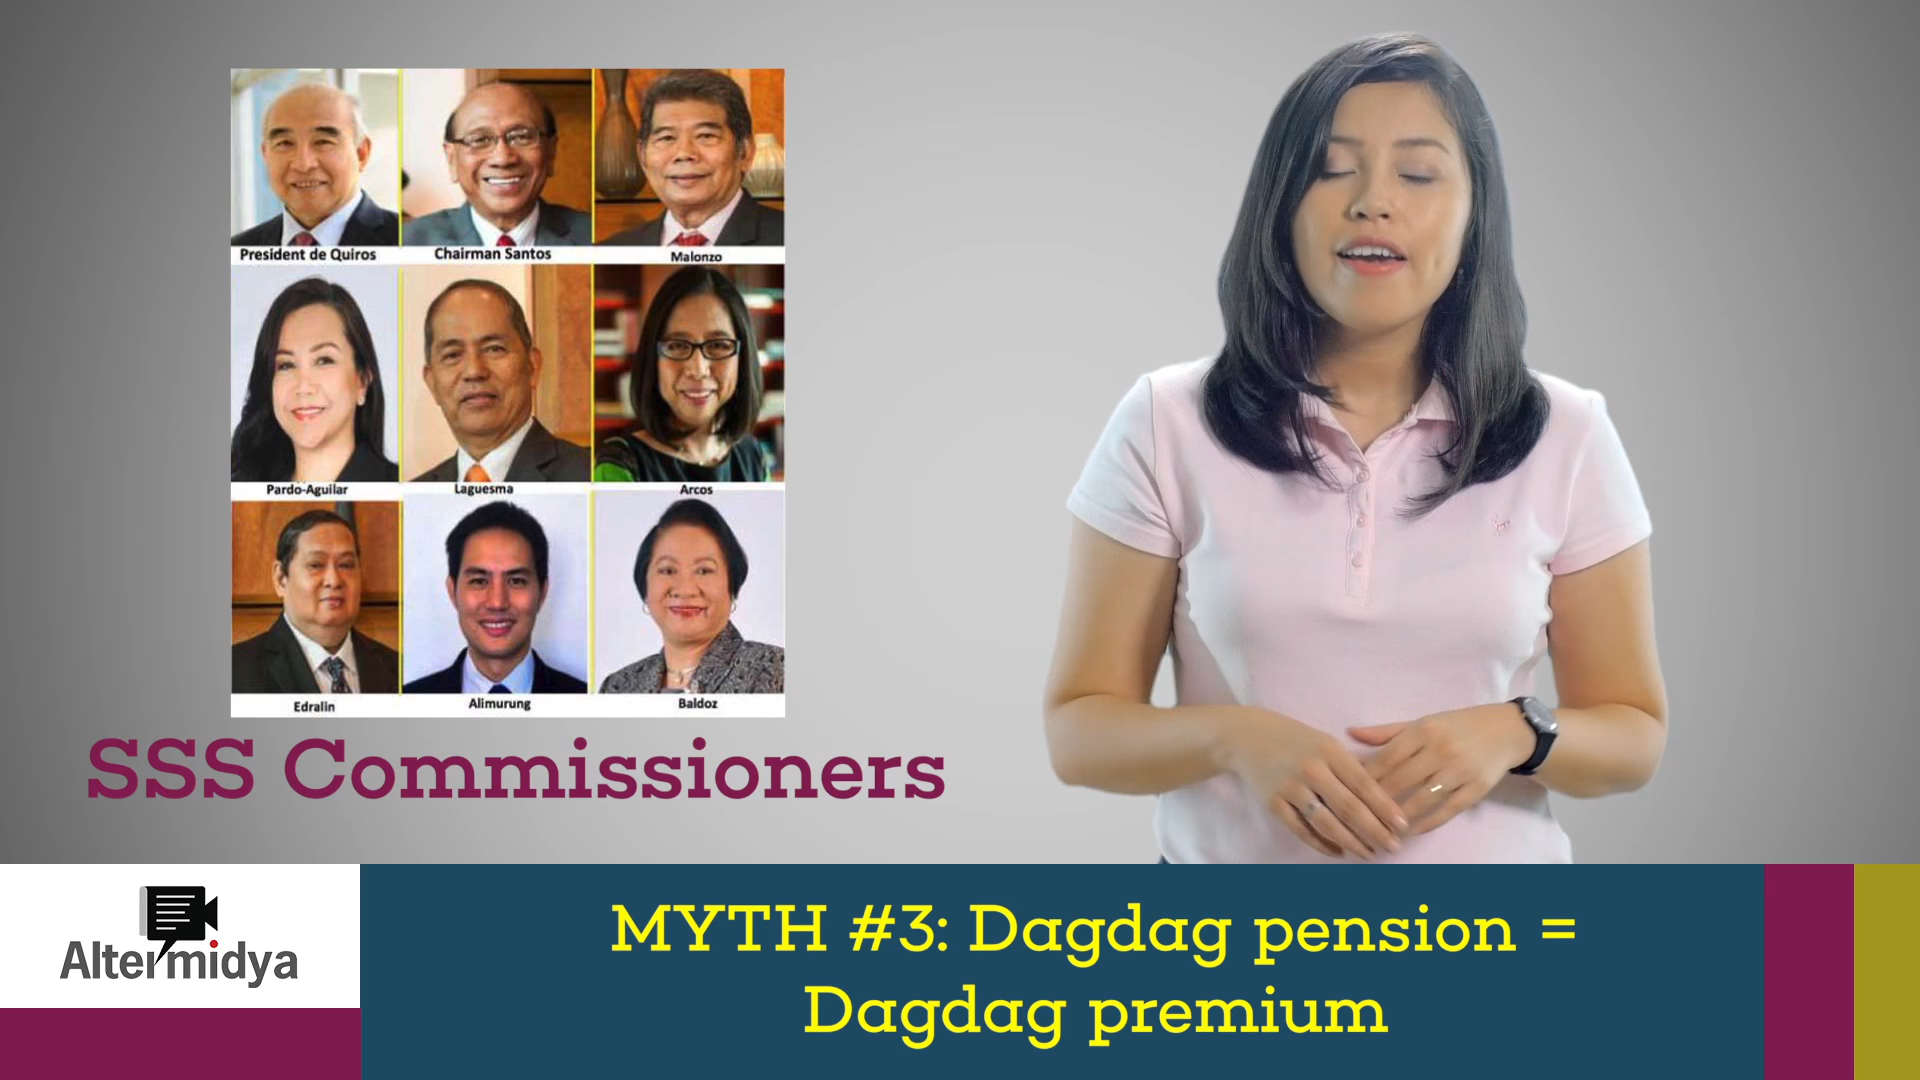 President de Quiros
Chairman Santos
Malonzo
Pardo-Aguilar
Laguesma
Arcos
Edralin
Alimurung
Baldoz
SSS Commissioners
Altermidya
MYTH #3: Dagdag pension =
Dagdag premium